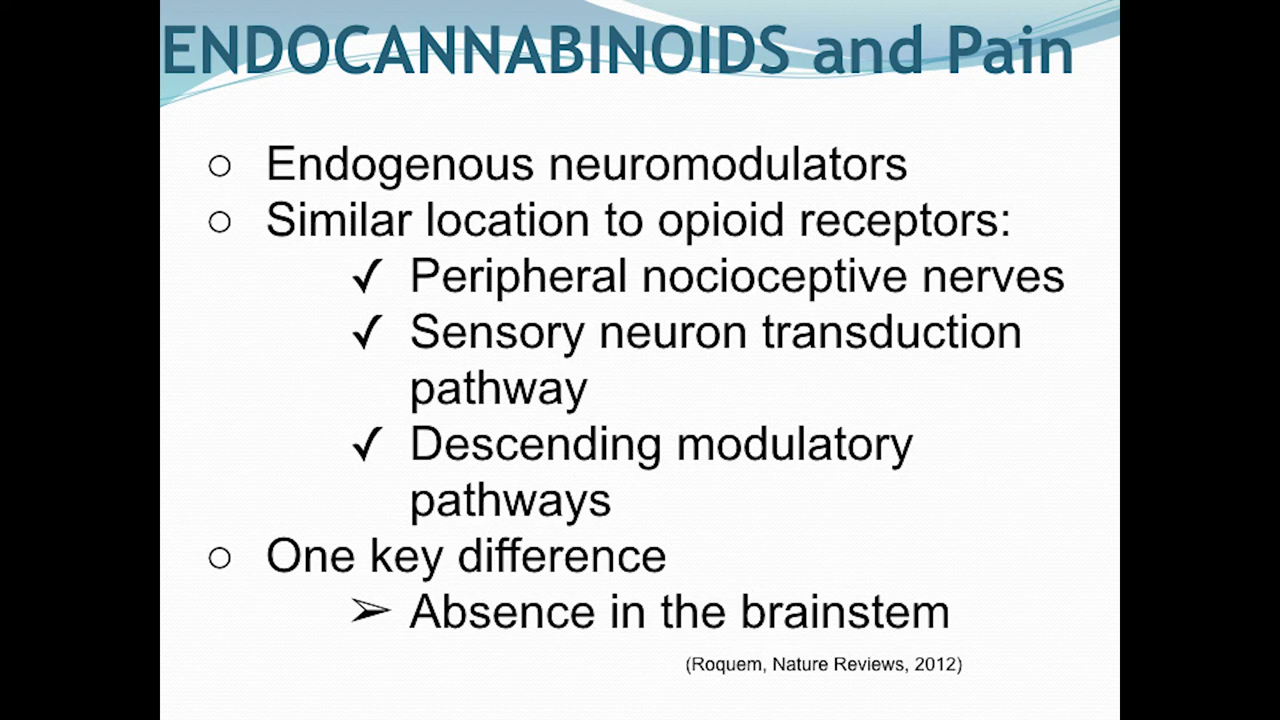 ENDOCANNABINOIDS and Pain
○ Endogenous neuromodulators
○ Similar location to opioid receptors:
✓ Peripheral nocioceptive nerves
✓ Sensory neuron transduction
pathway
✓ Descending modulatory
pathways
○ One key difference
➢ Absence in the brainstem
(Roquem, Nature Reviews, 2012)